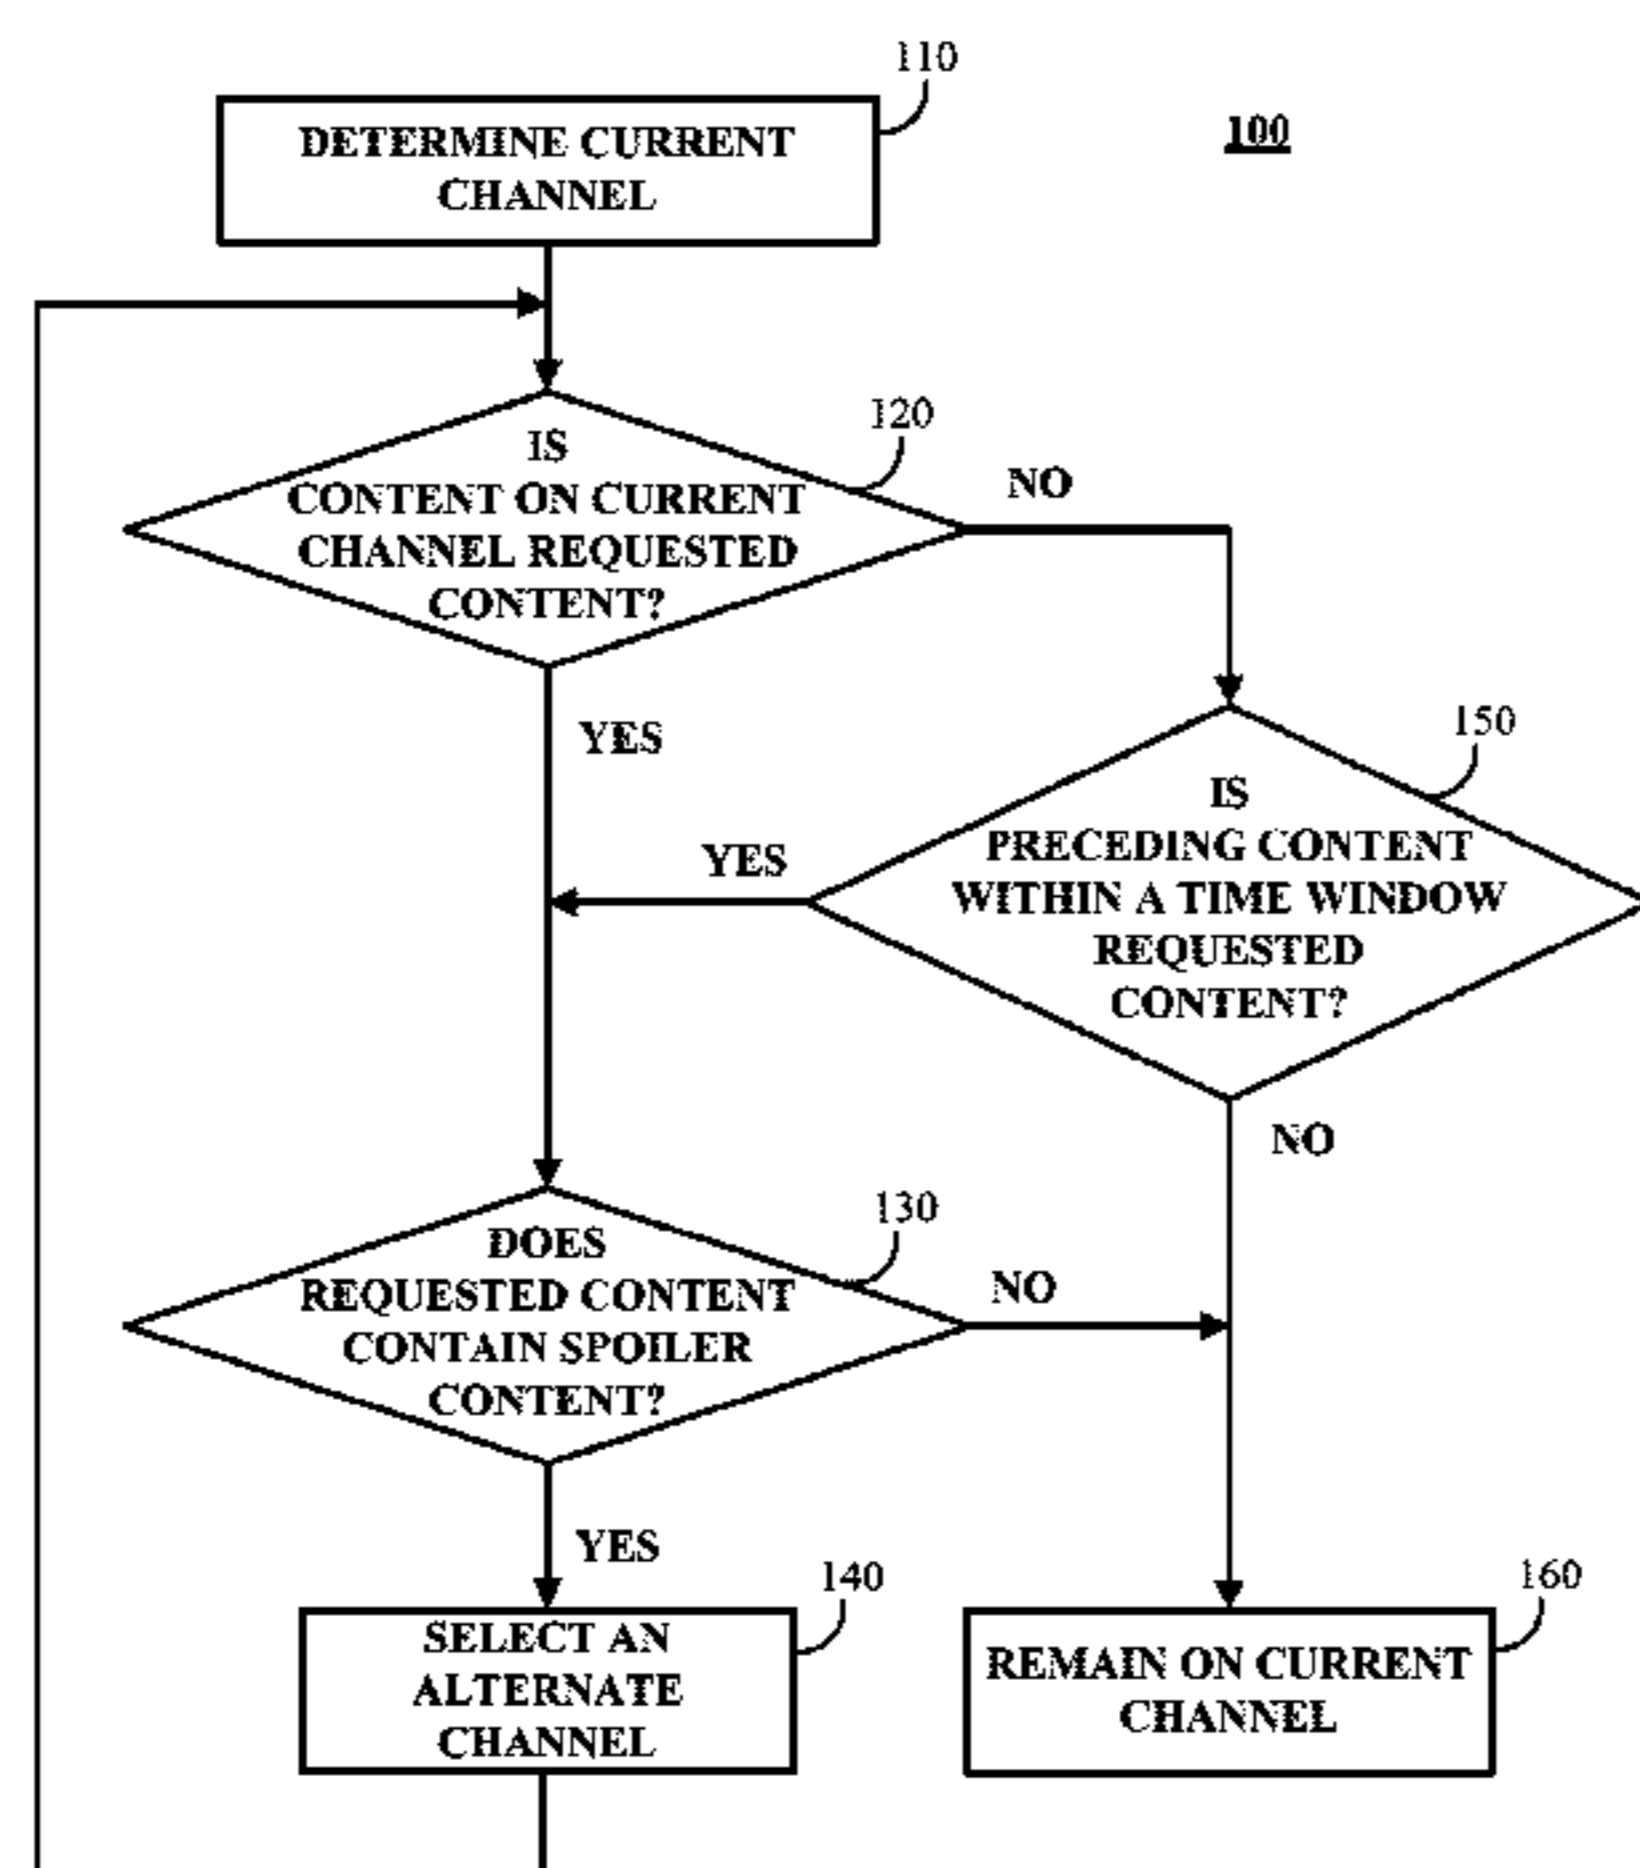 110
DETERMINE CURRENT
CHANNEL
100
120
IS
CONTENT ON CURRENT
CHANNEL REQUESTED
CONTENT?
NO
YES
150
IS
PRECEDING CONTENT
WITHIN A TIME WINDOW
REQUESTED
CONTENT?
YES
NO
130
DOES
REQUESTED CONTENT
CONTAIN SPOILER
CONTENT?
NO
YES
140
SELECT AN
ALTERNATE
CHANNEL
160
REMAIN ON CURRENT
CHANNEL